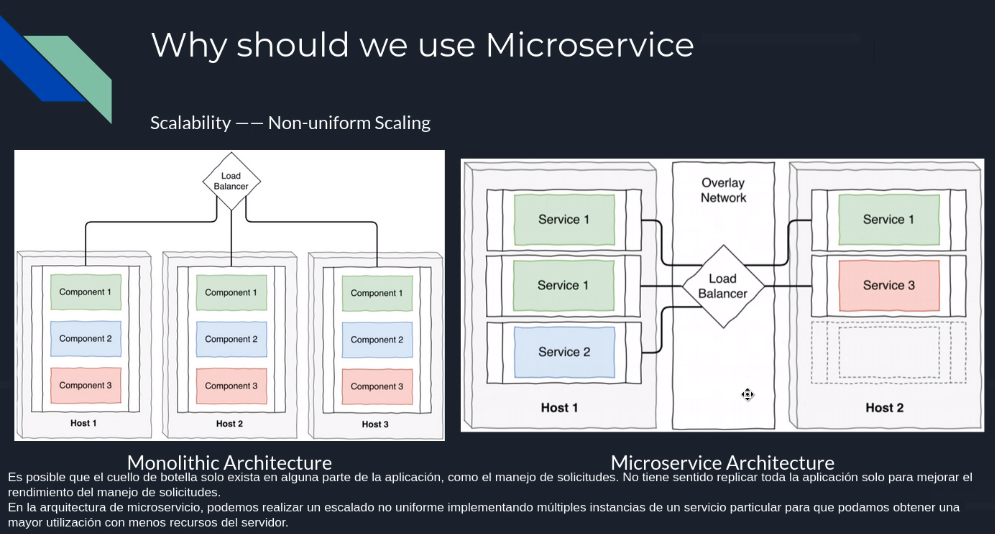 Why should we use Microservice
Scalability —— Non-uniform Scaling
Load
Balancer
Component 1
Component 2
Component 3
Host 1
Component 1
Component 2
Component 3
Host 2
Component 1
Component 2
Component 3
Host 3
Monolithic Architecture
Service 1
Service 1
Service 2
Host 1
Overlay
Network
Load
Balancer
Service 1
Service 3
Host 2
Microservice Architecture
Es posible que el cuello de botella solo exista en alguna parte de la aplicación, como el manejo de solicitudes. No tiene sentido replicar toda la aplicación solo para mejorar el
rendimiento del manejo de solicitudes.
En la arquitectura de microservicio, podemos realizar un escalado no uniforme implementando múltiples instancias de un servicio particular para que podamos obtener una
mayor utilización con menos recursos del servidor.